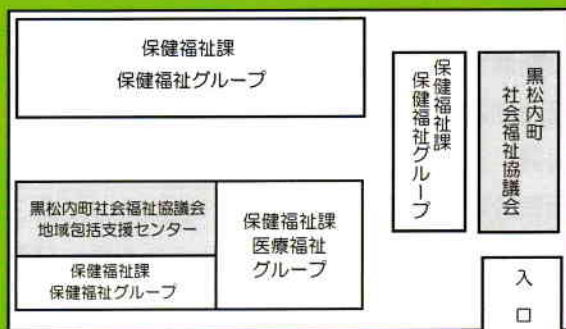 保健福祉課
保健福祉グループ
保健福祉課
保健福祉グループ
黒松内町
社会福祉協議会
黒松内町社会福祉協議会
地域包括支援センター
保健福祉課
保健福祉グループ
保健福祉課
医療福祉
グループ
入
口